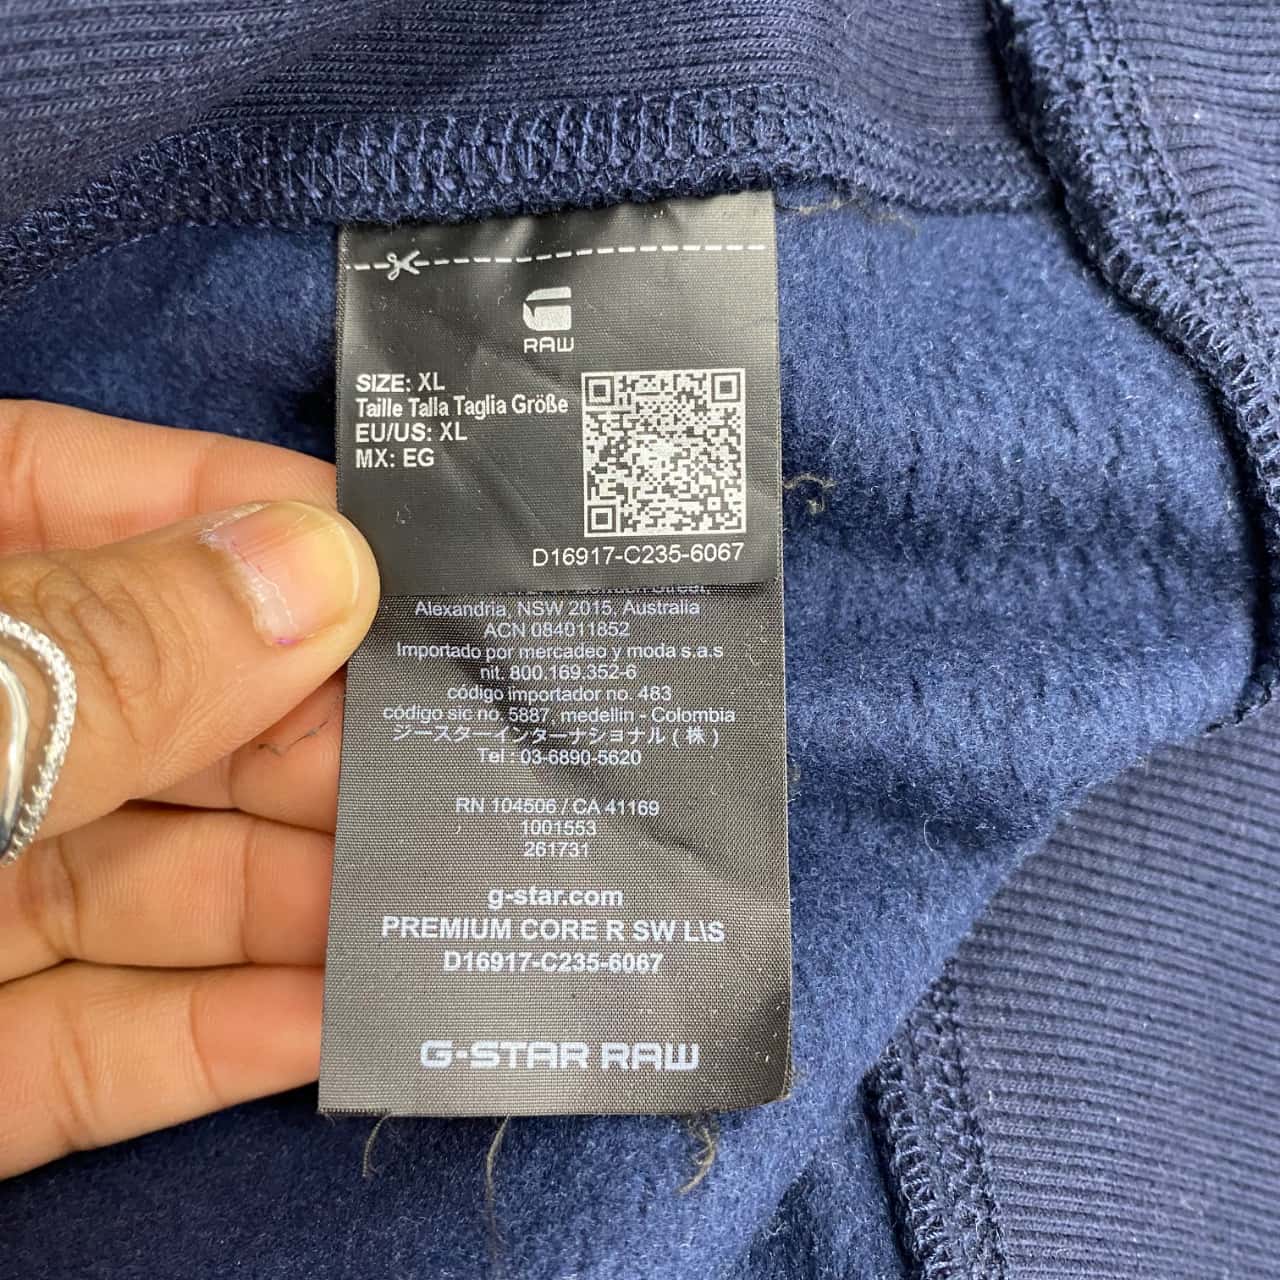 RAW
SIZE: XL
Taille Talla Taglia Größe
EU/US: XL
MX: EG
D16917-C235-6067
Street,
Alexandria, NSW 2015, Australia
ACN 084011852
Importado por mercadeo y moda s.a.s
nit. 800.169.352-6
código importador no. 483
código sic no. 5887, medellin - Colombia
ジースターインターナショナル(株)
Tel : 03-6890-5620
RN 104506 / CA 41169
1001553
261731
g-star.com
PREMIUM CORE R SW L\S
D16917-C235-6067
G-STAR RAW